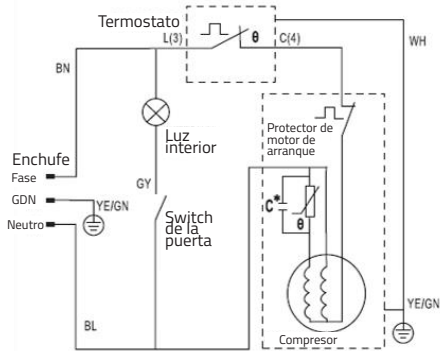 Termostato
L(3)
θ
C(4)
WH
BN
Protector de
motor de
arranque
Luz
interior
Enchufe
Fase
GY
GDN
YE/GN
C*
Switch
de la
puerta
θ
Neutro
YE/GN
BL
Compresor